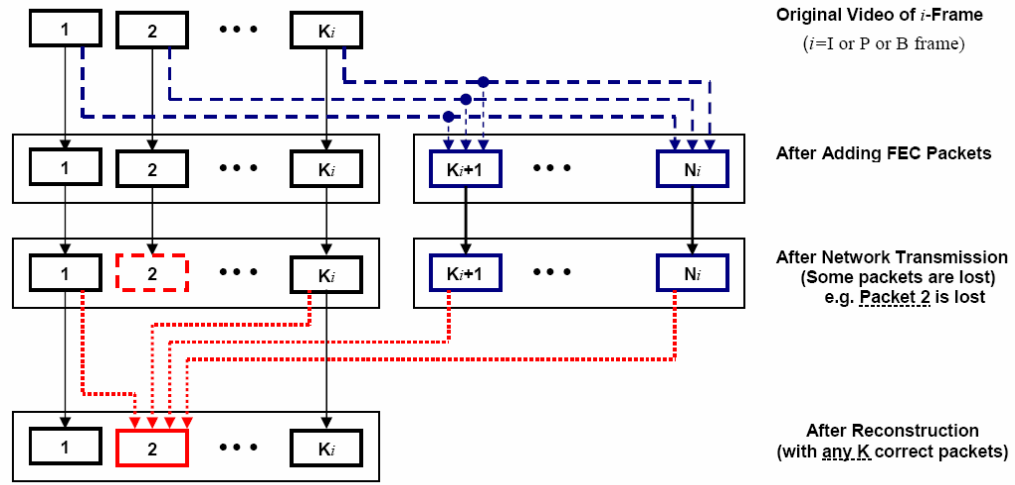 1 2 • • • Ki
Original Video of i-Frame
(i=I or P or B frame)
1 2 • • • Ki Ki+1 • • • Ni
After Adding FEC Packets
1 2 • • • Ki Ki+1 • • • Ni
After Network Transmission
(Some packets are lost)
e.g. Packet 2 is lost
1 2 • • • Ki
After Reconstruction
(with any K correct packets)